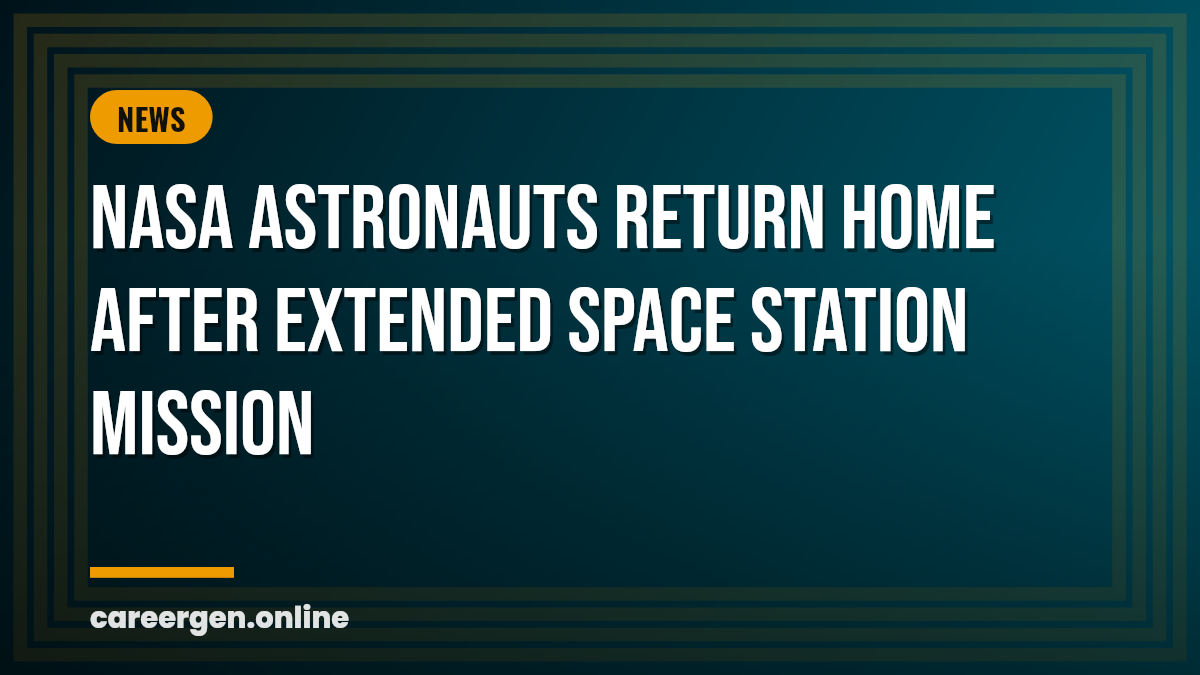 NEWS
NASA ASTRONAUTS RETURN HOME
AFTER EXTENDED SPACE STATION
MISSION
careergen.online